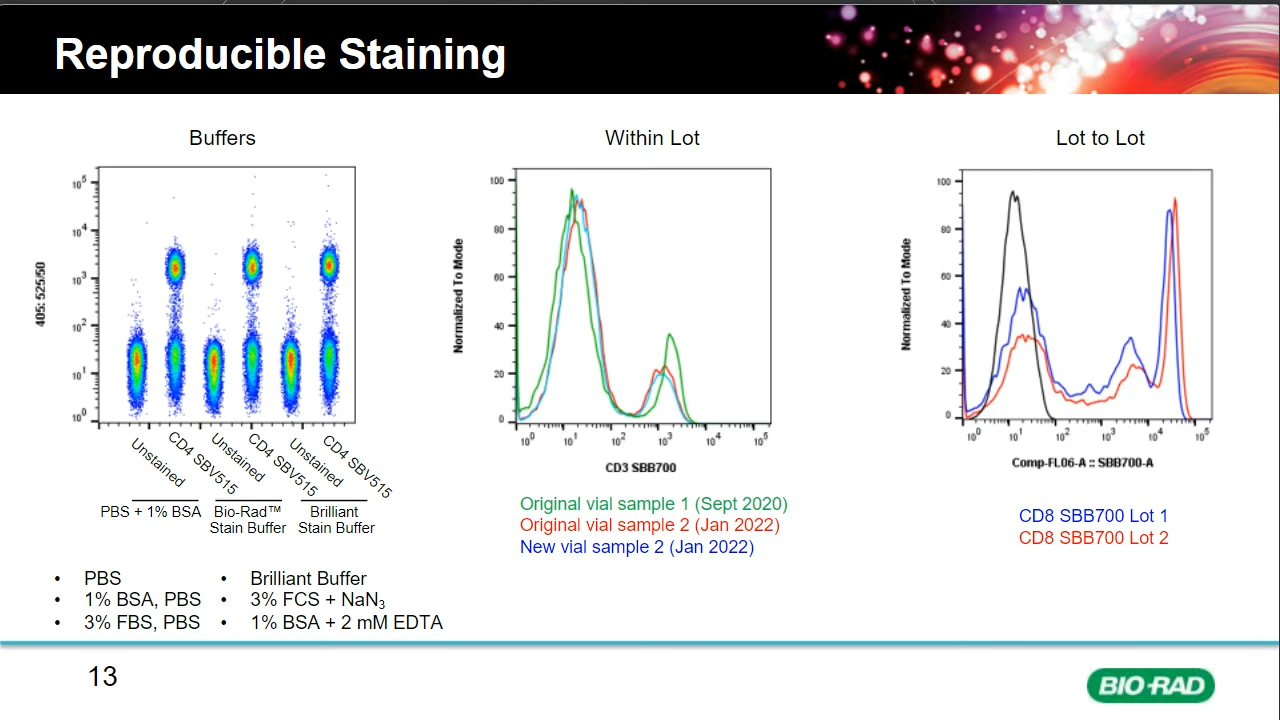 Reproducible Staining
Buffers
10^5
10^4
10^3
10^2
10^1
10^0
405: 525/50
Unstained
CD4 SBV515
Unstained
CD4 SBV515
Unstained
CD4 SBV515
PBS + 1% BSA
Bio-Rad™
Stain Buffer
Brilliant
Stain Buffer
• PBS
• 1% BSA, PBS
• 3% FBS, PBS
• Brilliant Buffer
• 3% FCS + NaN₃
• 1% BSA + 2 mM EDTA
Within Lot
100
80
60
40
20
0
Normalized To Mode
10^0 10^1 10^2 10^3 10^4 10^5
CD3 SBB700
Original vial sample 1 (Sept 2020)
Original vial sample 2 (Jan 2022)
New vial sample 2 (Jan 2022)
Lot to Lot
100
80
60
40
20
0
Normalized To Mode
10^0 10^1 10^2 10^3 10^4 10^5
Comp-FL06-A :: SBB700-A
CD8 SBB700 Lot 1
CD8 SBB700 Lot 2
13
BIO-RAD